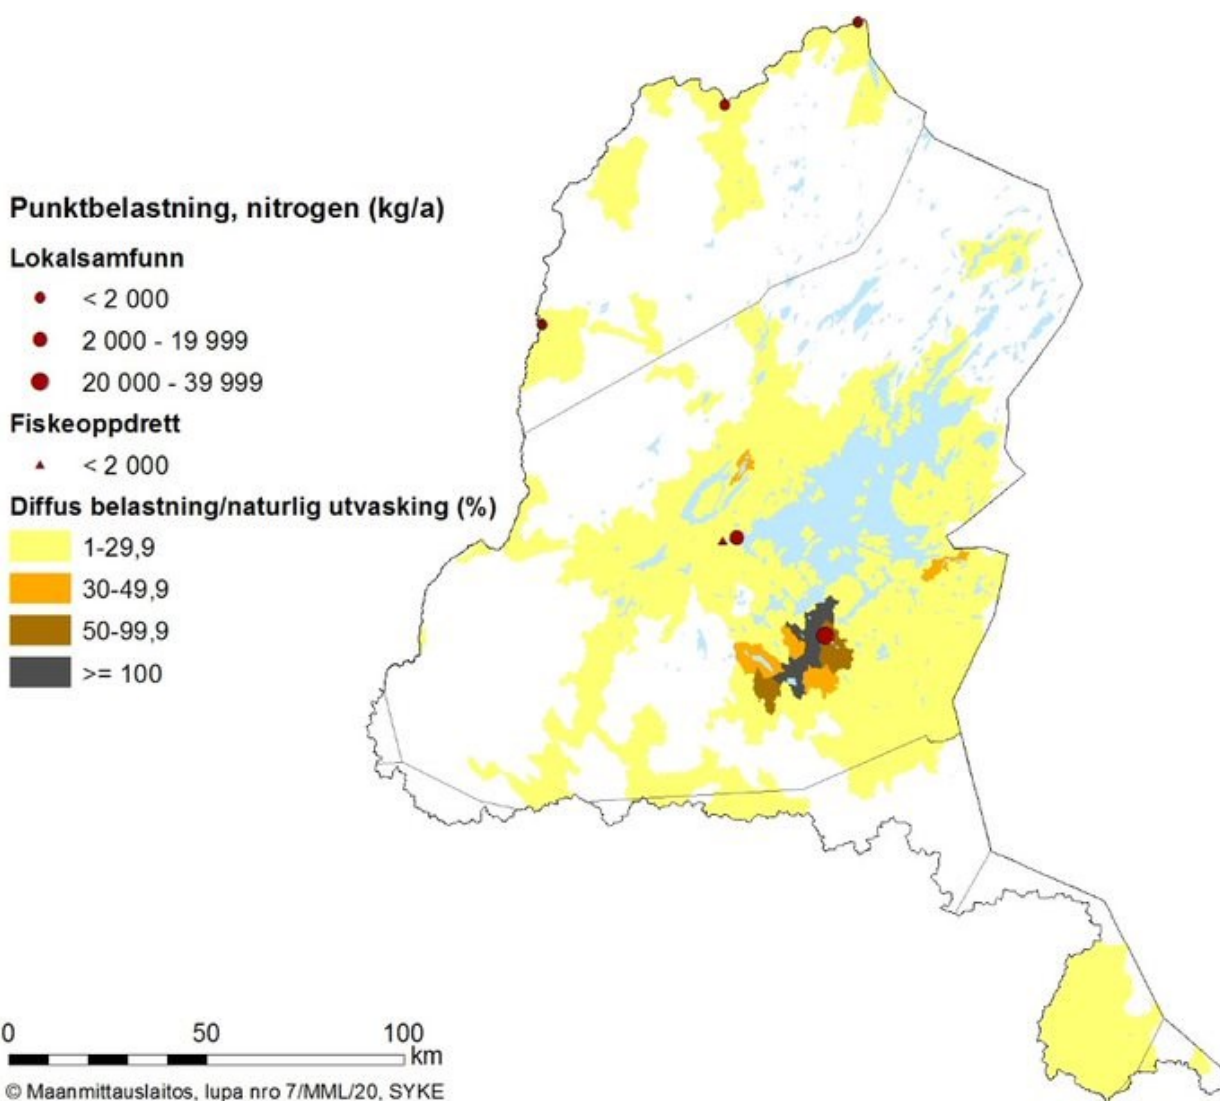 Punktbelastning, nitrogen (kg/a)
Lokalsamfunn
< 2 000
2 000 - 19 999
20 000 - 39 999
Fiskeoppdrett
< 2 000
Diffus belastning/naturlig utvasking (%)
1-29,9
30-49,9
50-99,9
>= 100
0 50 100
km
© Maanmittauslaitos, lupa nro 7/MML/20, SYKE